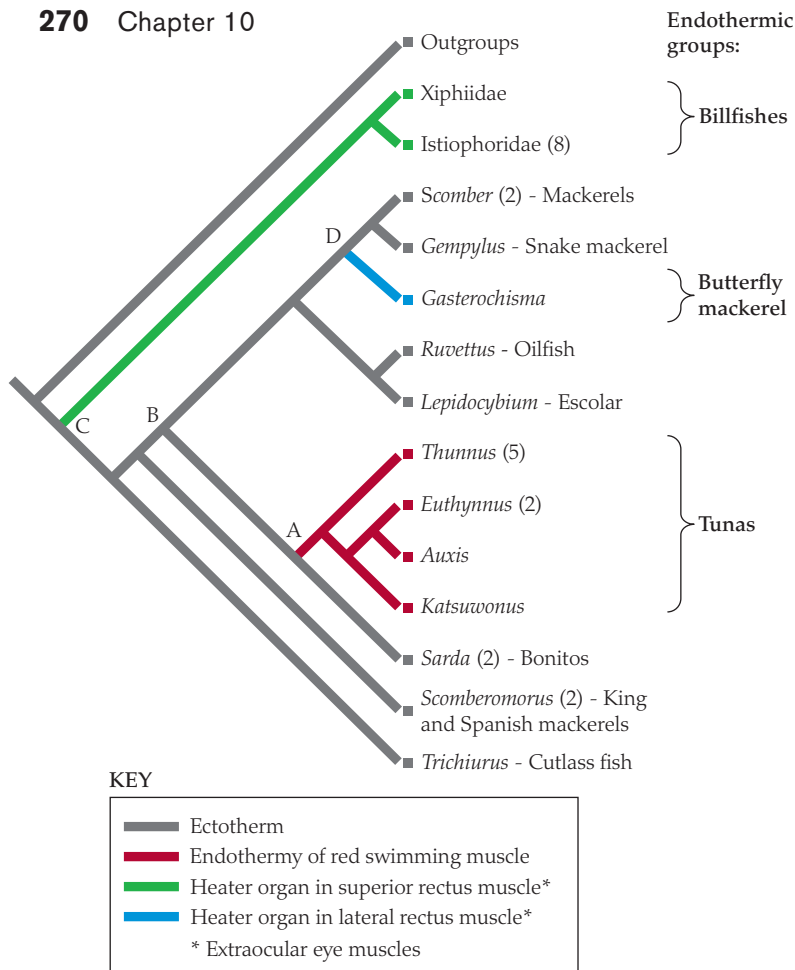 270 Chapter 10
Endothermic
groups:
Outgroups
Xiphiidae
Billfishes
Istiophoridae (8)
Scomber (2) - Mackerels
D
Gempylus - Snake mackerel
Butterfly
mackerel
Gasterochisma
Ruvettus - Oilfish
Lepidocybium - Escolar
C
B
Thunnus (5)
Euthynnus (2)
Tunas
A
Auxis
Katsuwonus
Sarda (2) - Bonitos
Scomberomorus (2) - King
and Spanish mackerels
Trichiurus - Cutlass fish
KEY
Ectotherm
Endothermy of red swimming muscle
Heater organ in superior rectus muscle*
Heater organ in lateral rectus muscle*
* Extraocular eye muscles